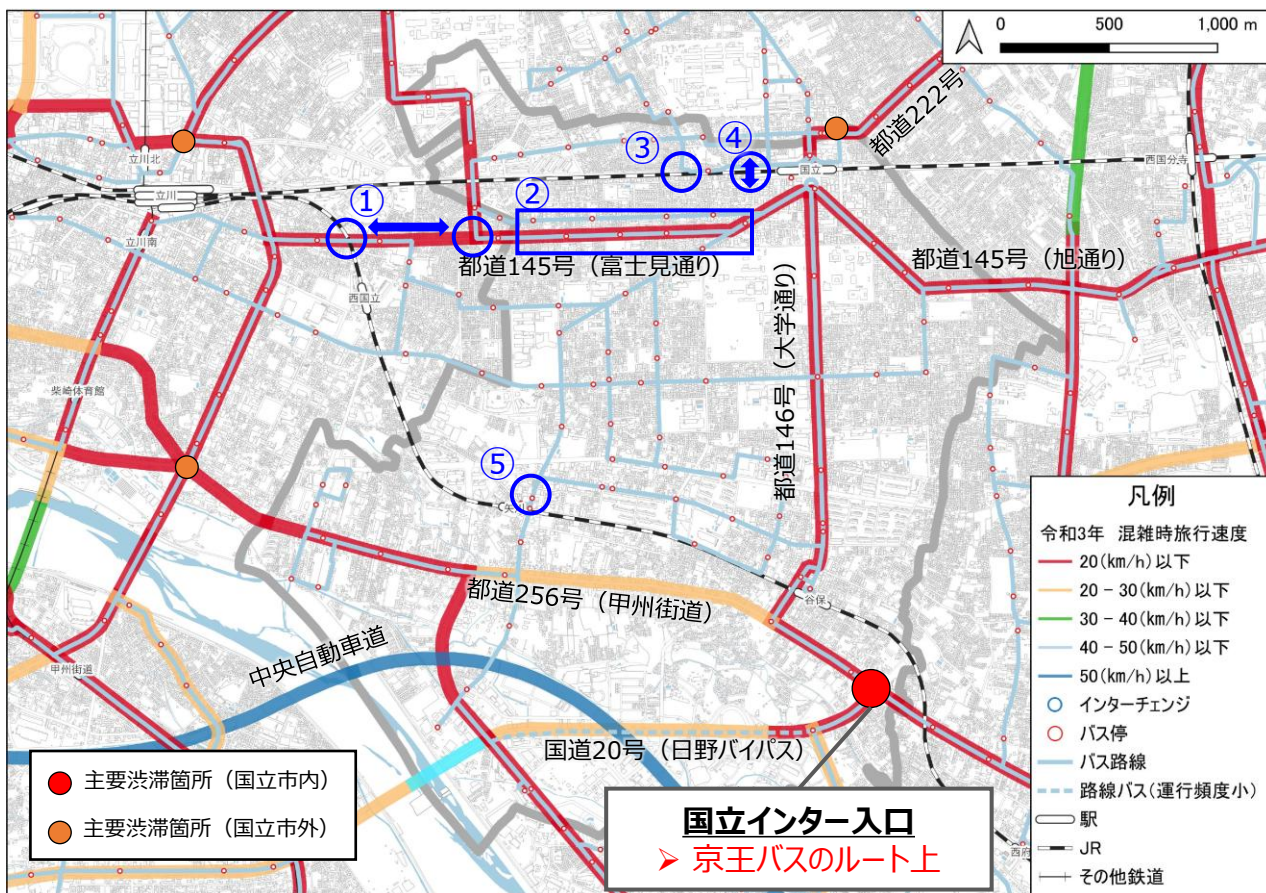 0 500 1,000 m
都道222号
③
④
立川北
立川
国立
西国分寺
①
②
立川南
都道145号（富士見通り）
都道145号（旭通り）
西国立
都道146号（大学通り）
柴崎体育館
⑤
矢川
谷保
都道256号（甲州街道）
中央自動車道
甲州街道
国道20号（日野バイパス）
西府
国立インター入口
➢ 京王バスのルート上
主要渋滞箇所（国立市内）
主要渋滞箇所（国立市外）
凡例
令和3年 混雑時旅行速度
20(km/h)以下
20－30(km/h)以下
30－40(km/h)以下
40－50(km/h)以下
50(km/h)以上
インターチェンジ
バス停
バス路線
路線バス(運行頻度小)
駅
JR
その他鉄道